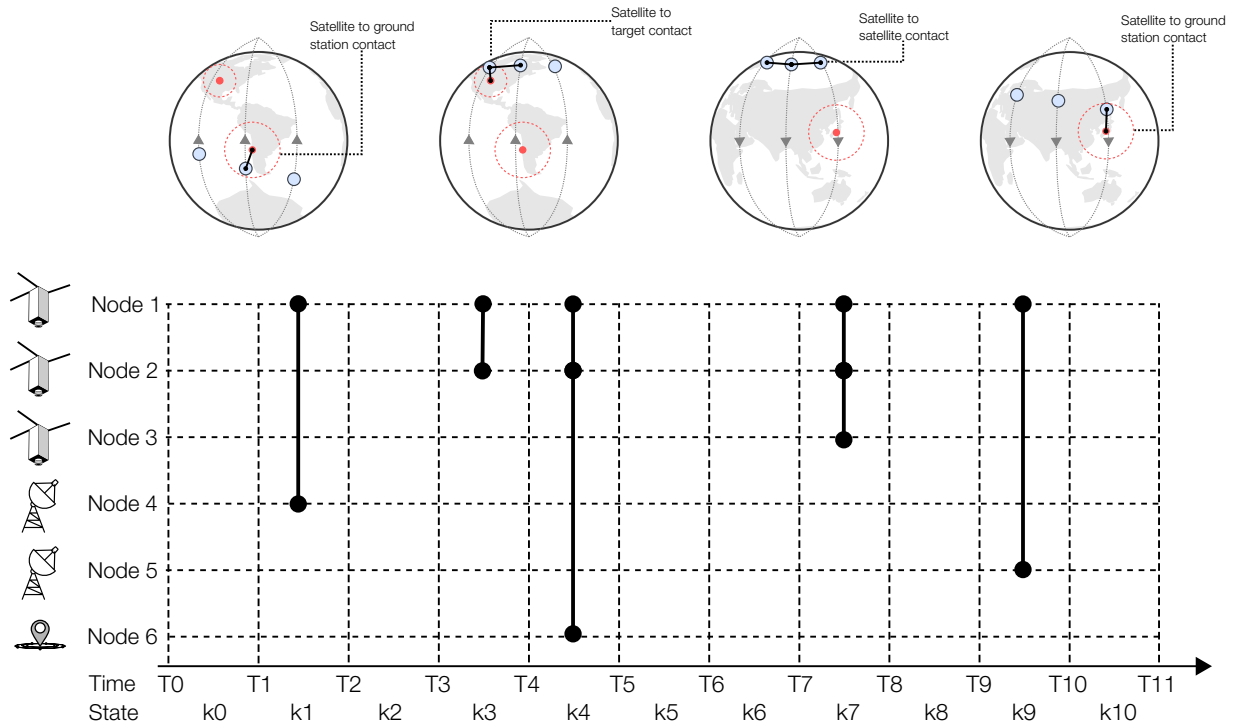 Satellite to ground
station contact
Satellite to
target contact
Satellite to
satellite contact
Satellite to ground
station contact
Node 1
Node 2
Node 3
Node 4
Node 5
Node 6
Time T0 T1 T2 T3 T4 T5 T6 T7 T8 T9 T10 T11
State k0 k1 k2 k3 k4 k5 k6 k7 k8 k9 k10